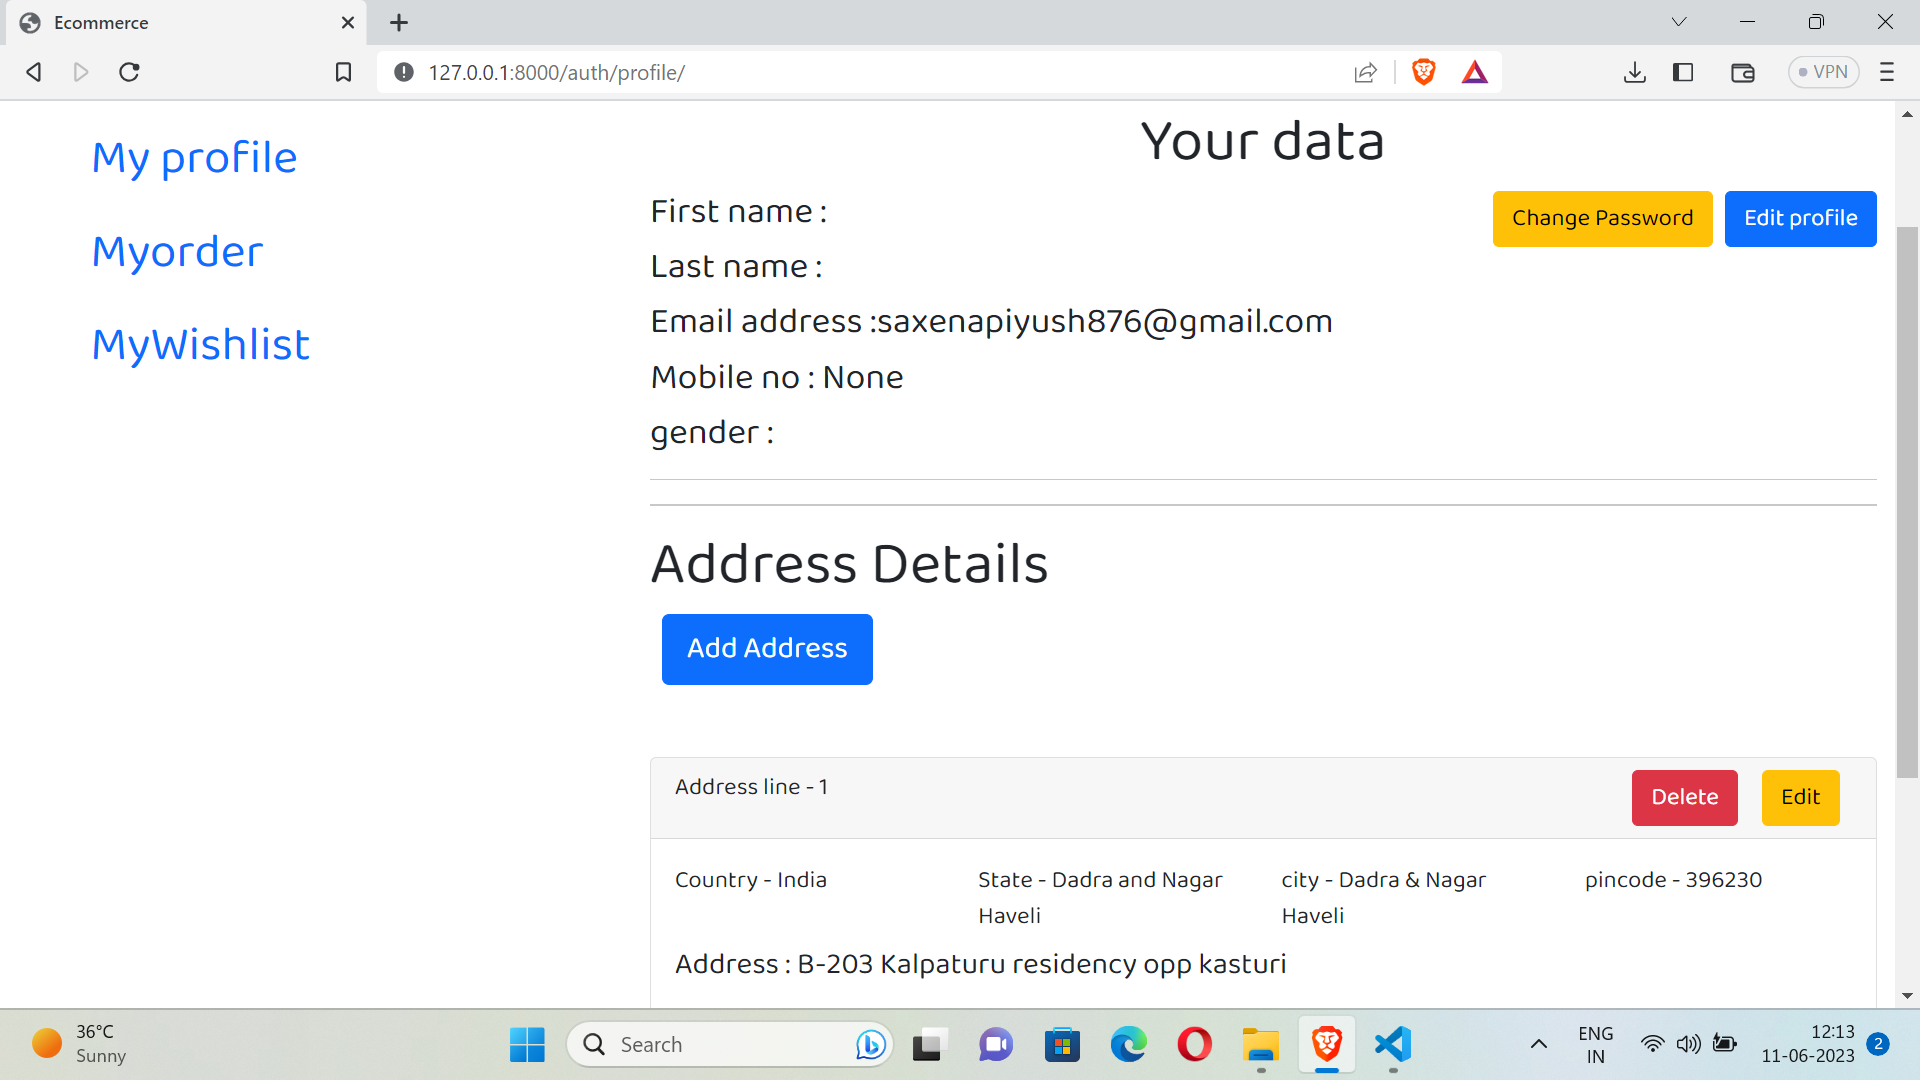 Ecommerce
127.0.0.1:8000/auth/profile/
VPN
My profile
Myorder
MyWishlist
Your data
Change Password
Edit profile
First name :
Last name :
Email address :saxenapiyush876@gmail.com
Mobile no : None
gender :
Address Details
Add Address
Address line - 1
Delete
Edit
Country - India
State - Dadra and Nagar
Haveli
city - Dadra & Nagar
Haveli
pincode - 396230
Address : B-203 Kalpaturu residency opp kasturi
36°C
Sunny
Search
ENG
IN
12:13
11-06-2023
2